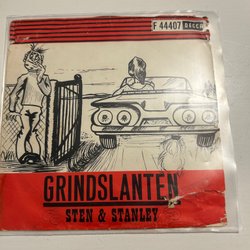 F 44407 DECCA
GRINDSLANTEN
STEN & STANLEY